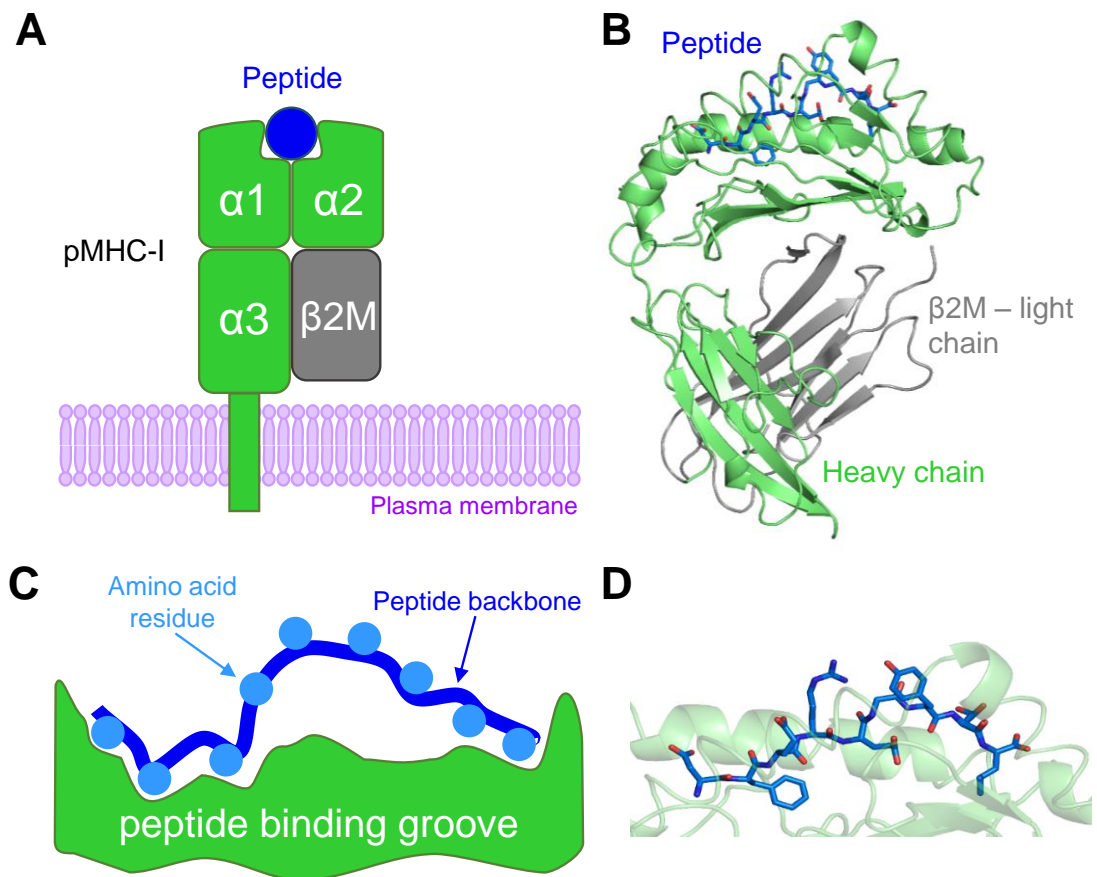 A
Peptide
α1
α2
pMHC-I
α3
β2M
Plasma membrane
B
Peptide
β2M – light
chain
Heavy chain
C
Amino acid
residue
Peptide backbone
peptide binding groove
D